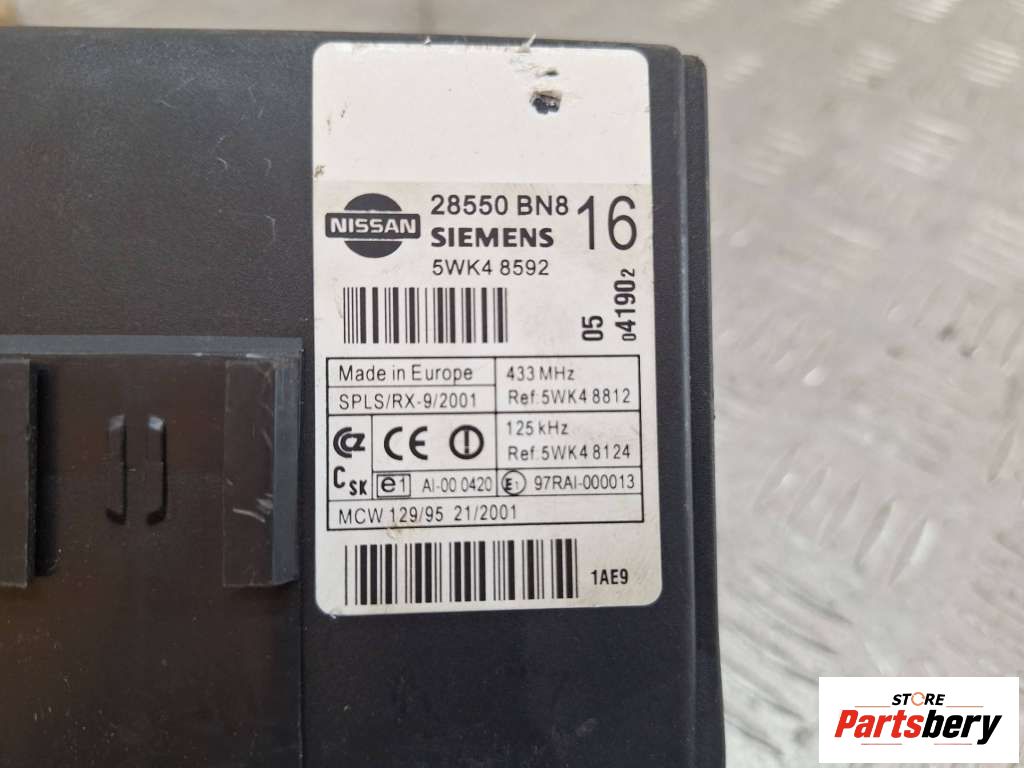 NISSAN
28550 BN8
16
SIEMENS
5WK4 8592
05
041902
Made in Europe
433 MHz
SPLS/RX-9/2001
Ref:5WK4 8812
125 kHz
Ref:5WK4 8124
CCZ
CE
C SK
e1
AI-00 0420
E1
97RAI-000013
MCW 129/95 21/2001
1AE9
STORE
Partsbery